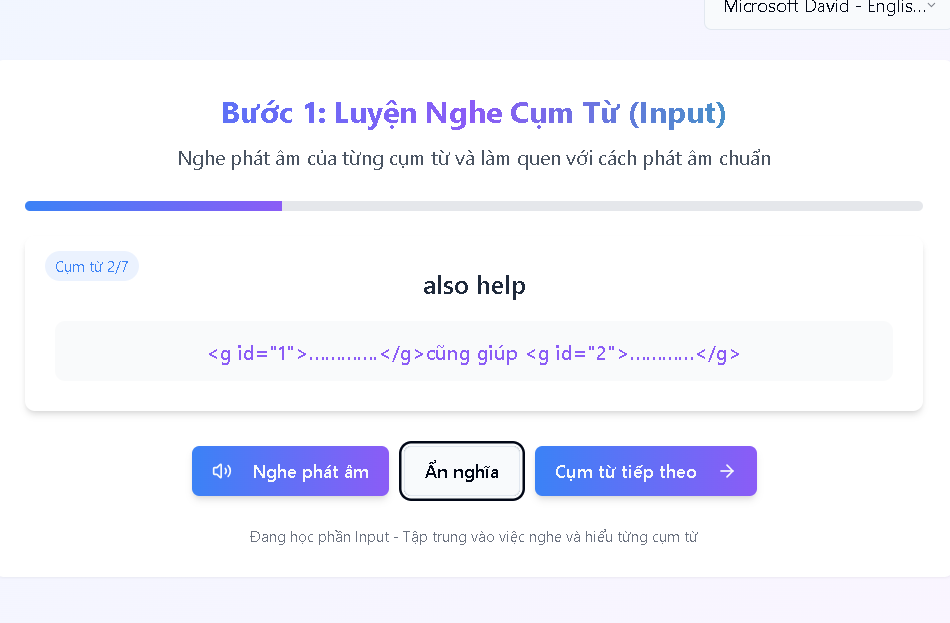 Microsoft David - Englis...
Bước 1: Luyện Nghe Cụm Từ (Input)
Nghe phát âm của từng cụm từ và làm quen với cách phát âm chuẩn
Cụm từ 2/7
also help
<g id="1">.............</g>cũng giúp <g id="2">............</g>
Nghe phát âm
Ẩn nghĩa
Cụm từ tiếp theo
Đang học phần Input - Tập trung vào việc nghe và hiểu từng cụm từ